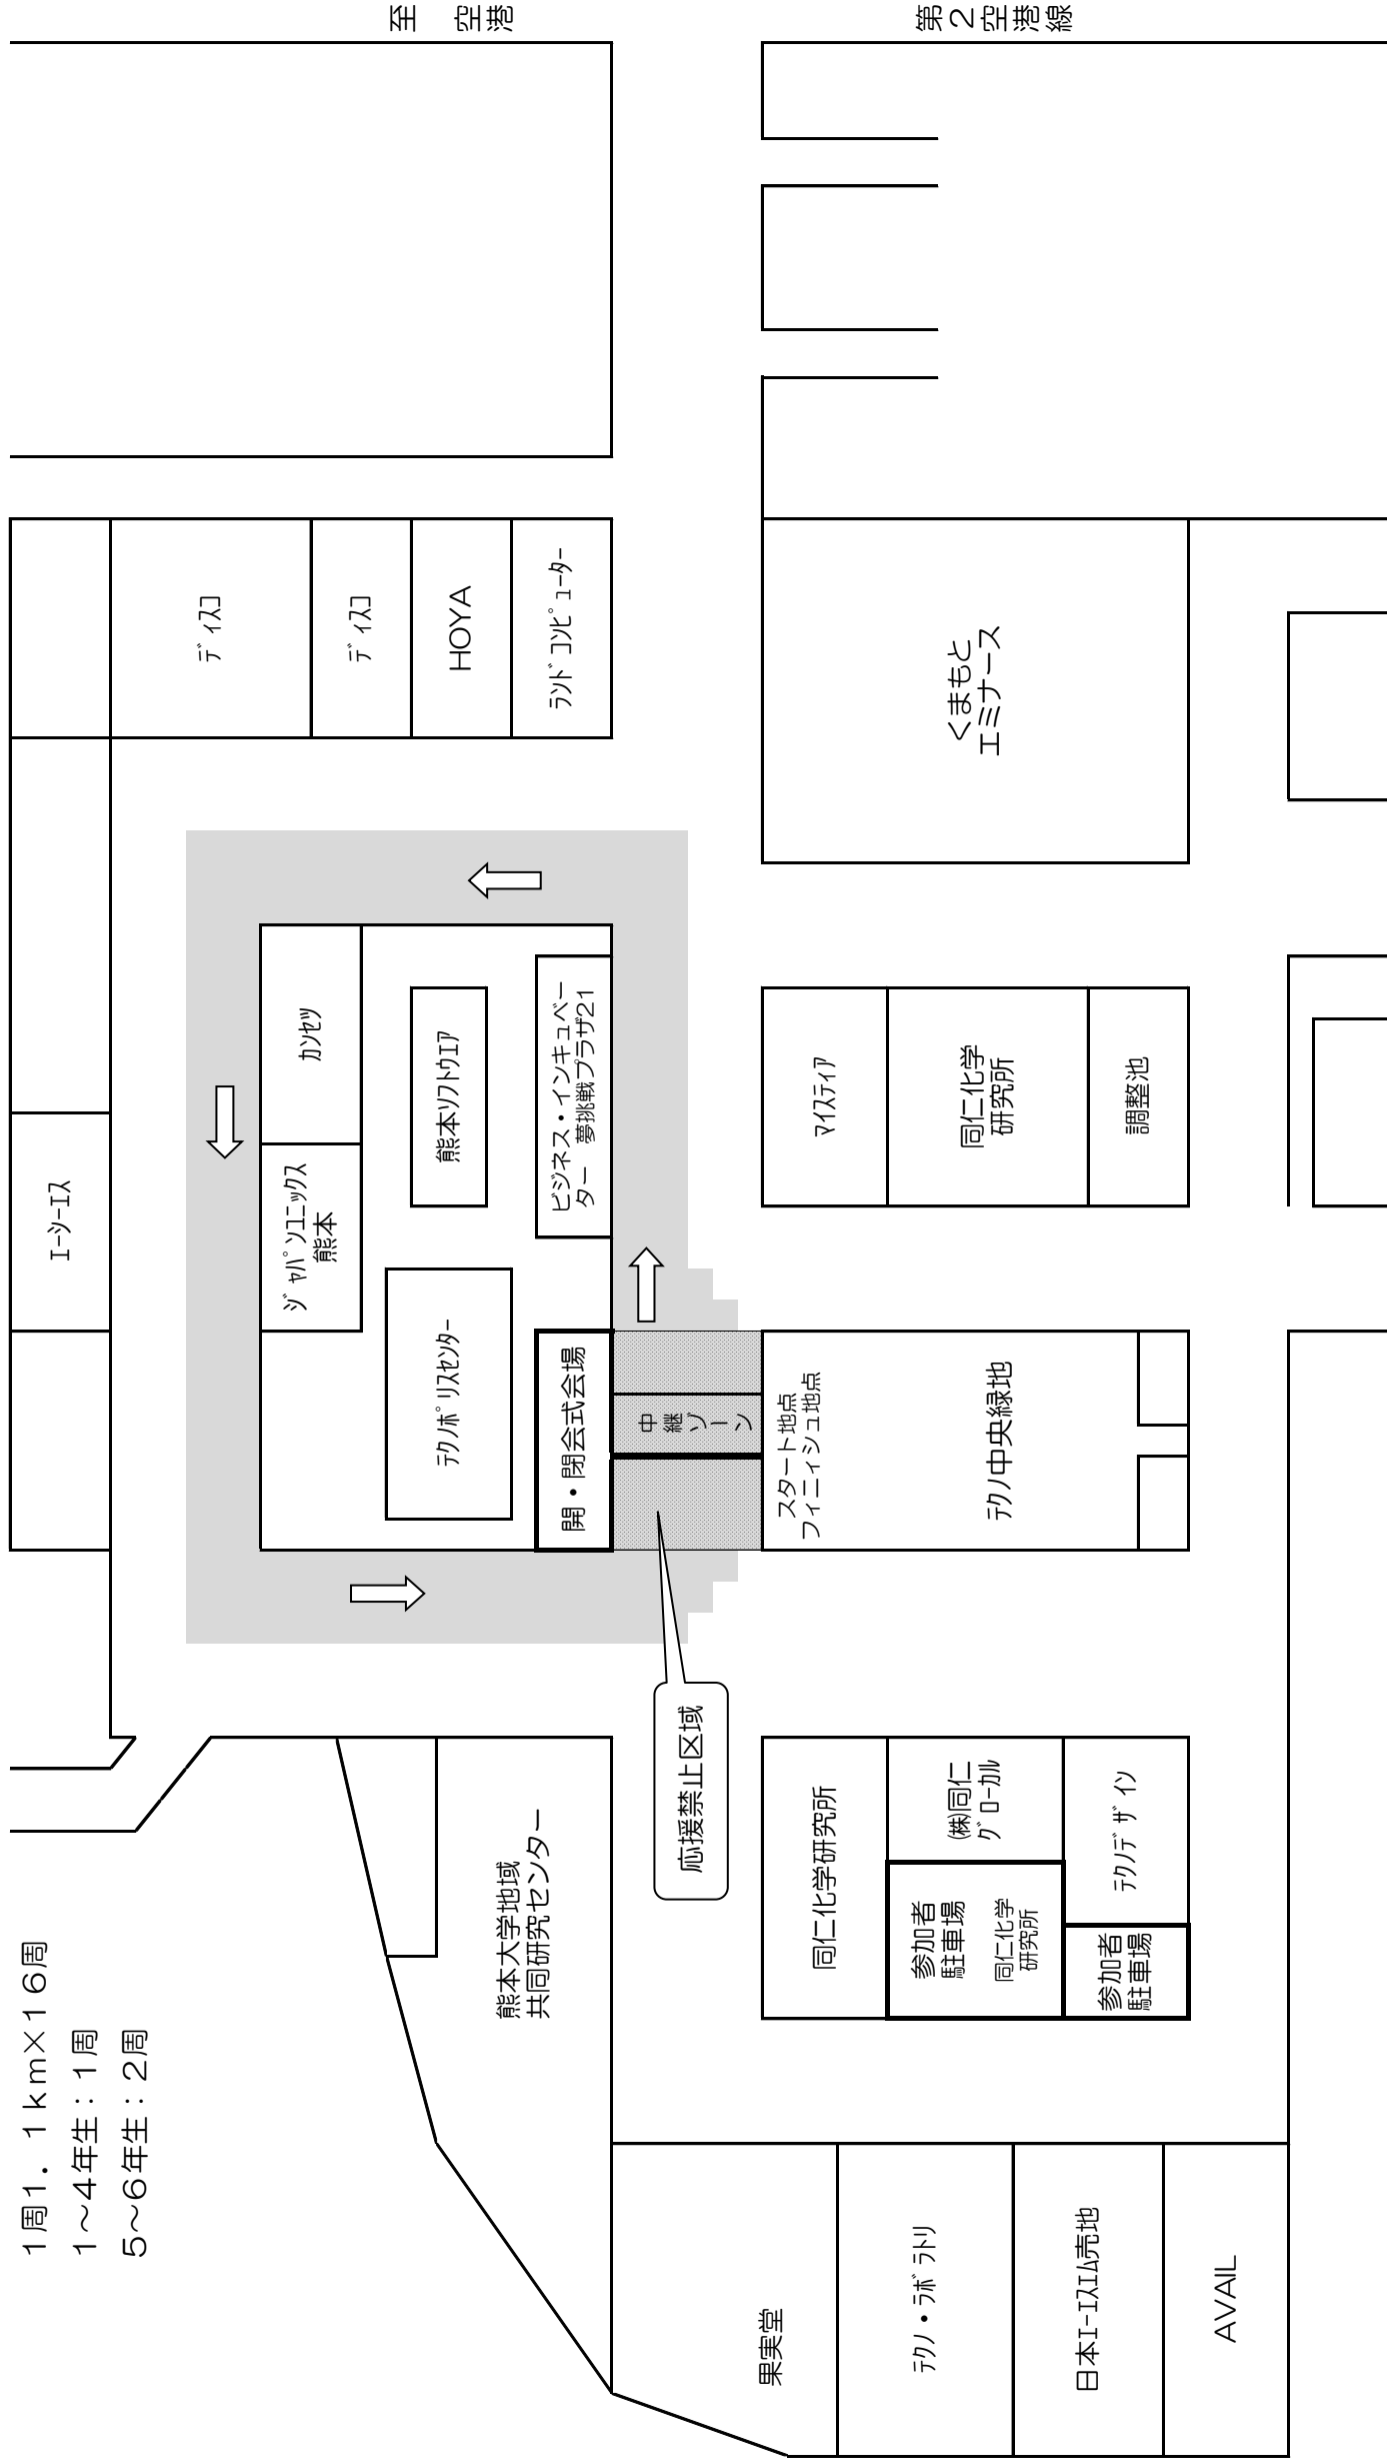 1周1．1km×16周
1～4年生：1周
5～6年生：2周
至　空港
第2空港線
エーシーエス
ディスコ
ディスコ
HOYA
ランドコンピューター
カンセツ
ジャパンユニックス
熊本
熊本ソフトウエア
テクノポリスセンター
ビジネス・インキュベー
ター　夢挑戦プラザ21
開・閉会式会場
中継ゾーン
応援禁止区域
スタート地点
フィニィシュ地点
テクノ中央緑地
マイスティア
同仁化学
研究所
調整池
くまもと
エミナース
熊本大学地域
共同研究センター
同仁化学研究所
㈱同仁
グローカル
参加者
駐車場
同仁化学
研究所
テクノデザイン
参加者
駐車場
果実堂
テクノ・ラボラトリ
日本エーエスエム売地
AVAIL